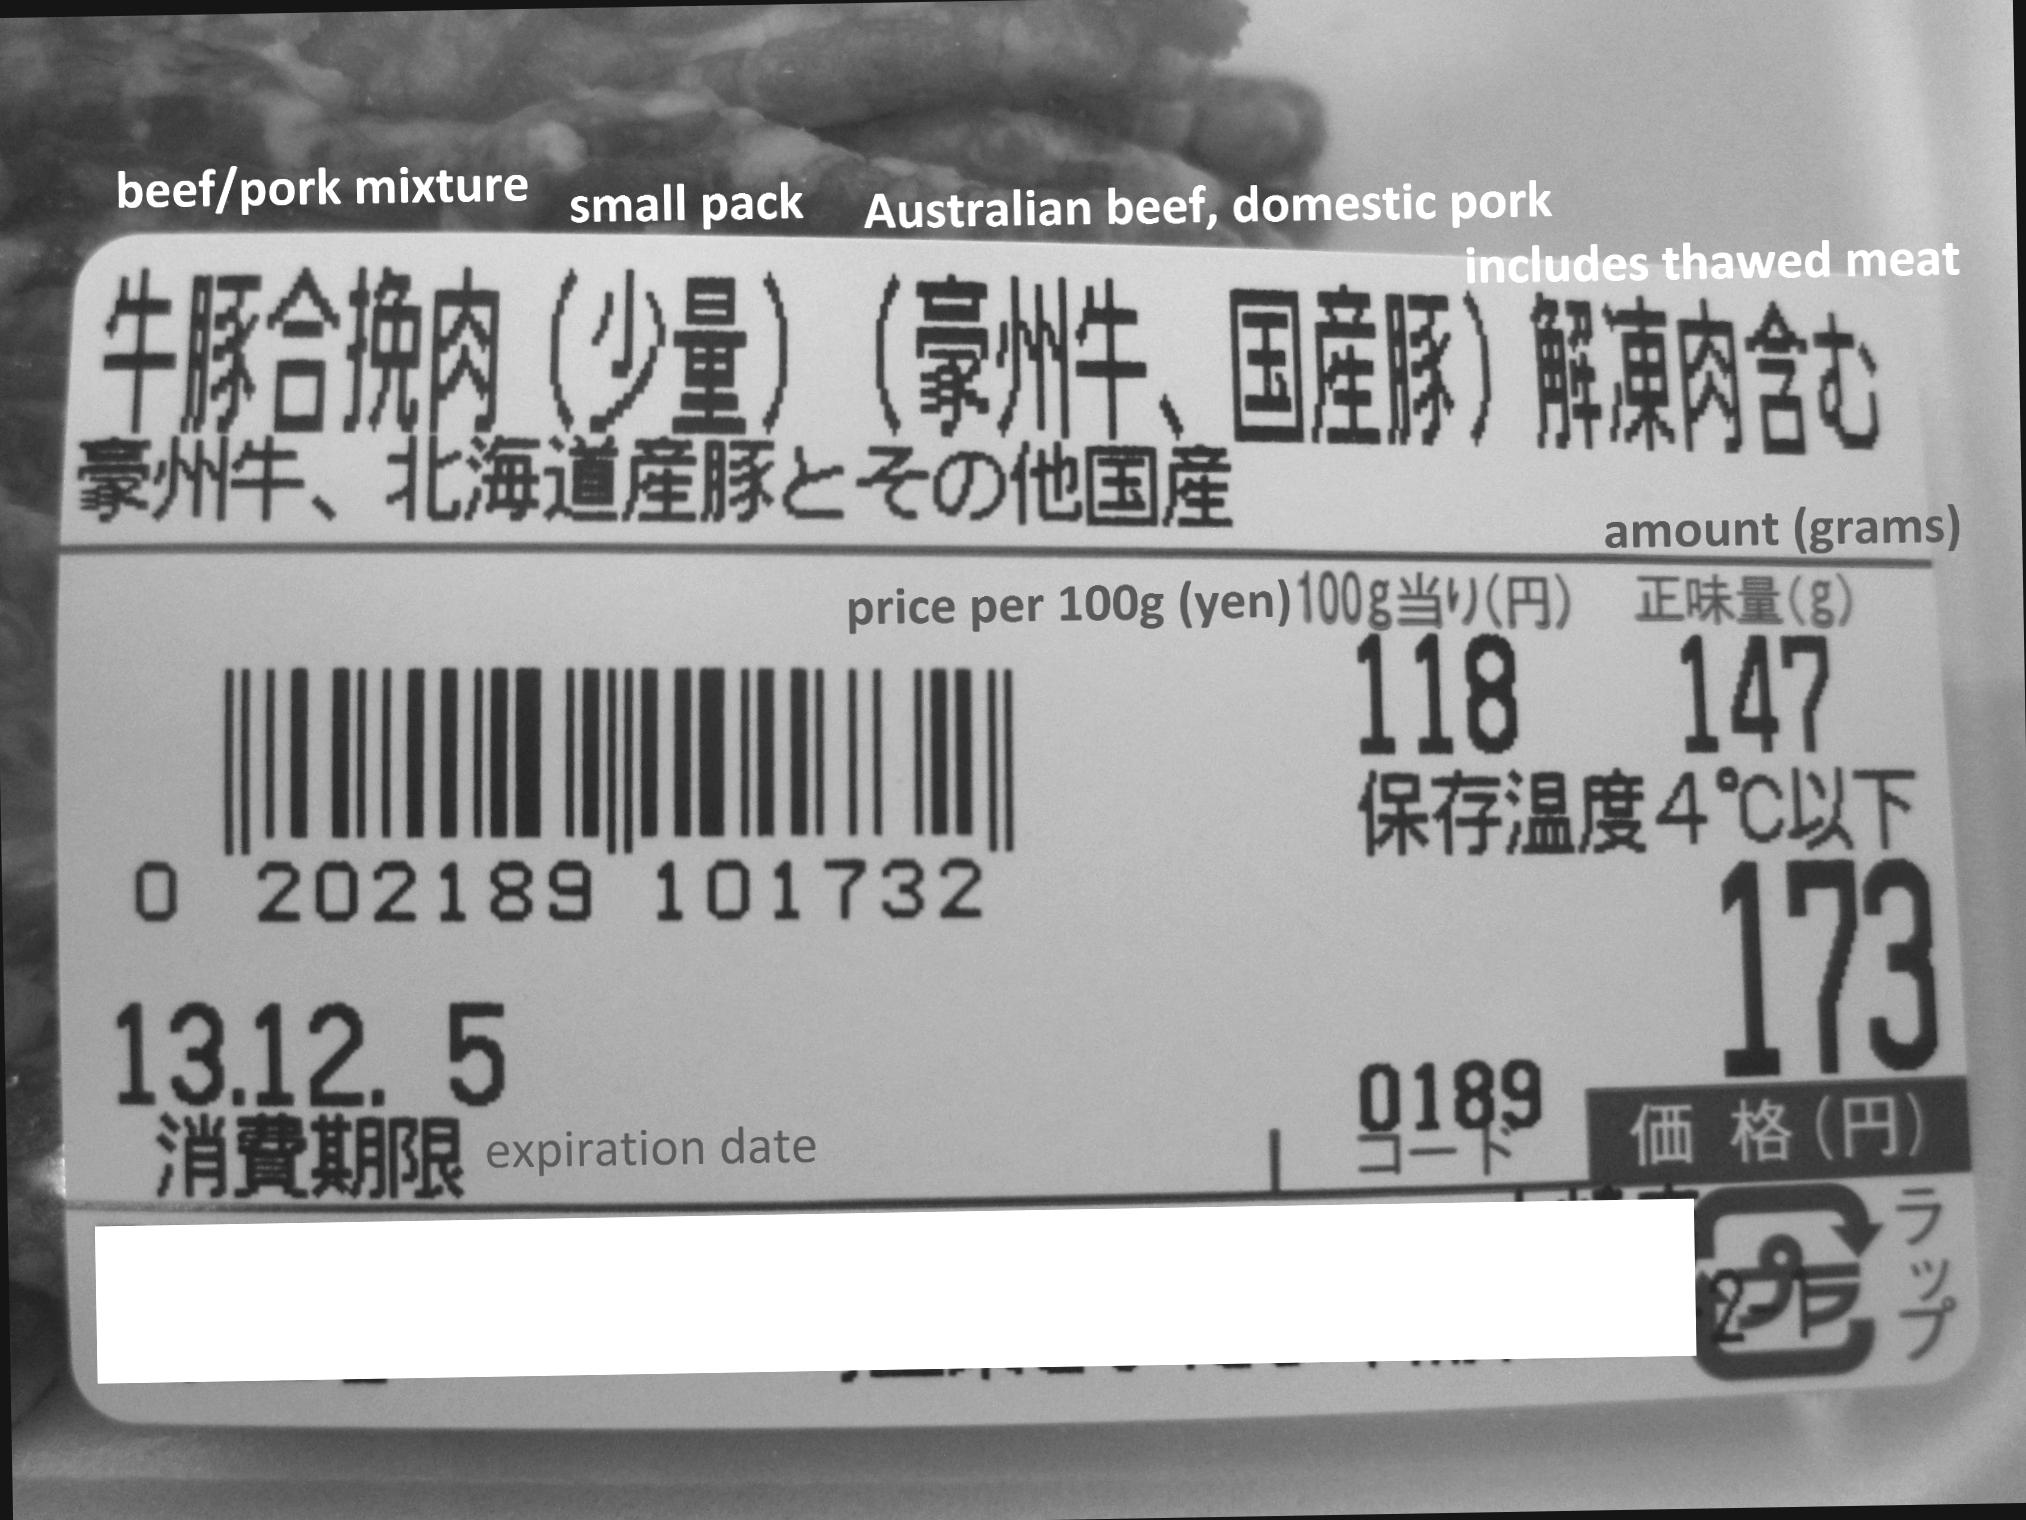 beef/pork mixture small pack Australian beef, domestic pork
includes thawed meat
牛豚合挽肉（少量）（豪州牛、国産豚）解凍肉含む
豪州牛、北海道産豚とその他国産
amount (grams)
price per 100g (yen) 100g当り(円) 正味量(g)
118 147
保存温度4℃以下
0 202189 101732
173
13.12. 5
0189
消費期限 expiration date
コード
価格(円)
プラ
ラップ